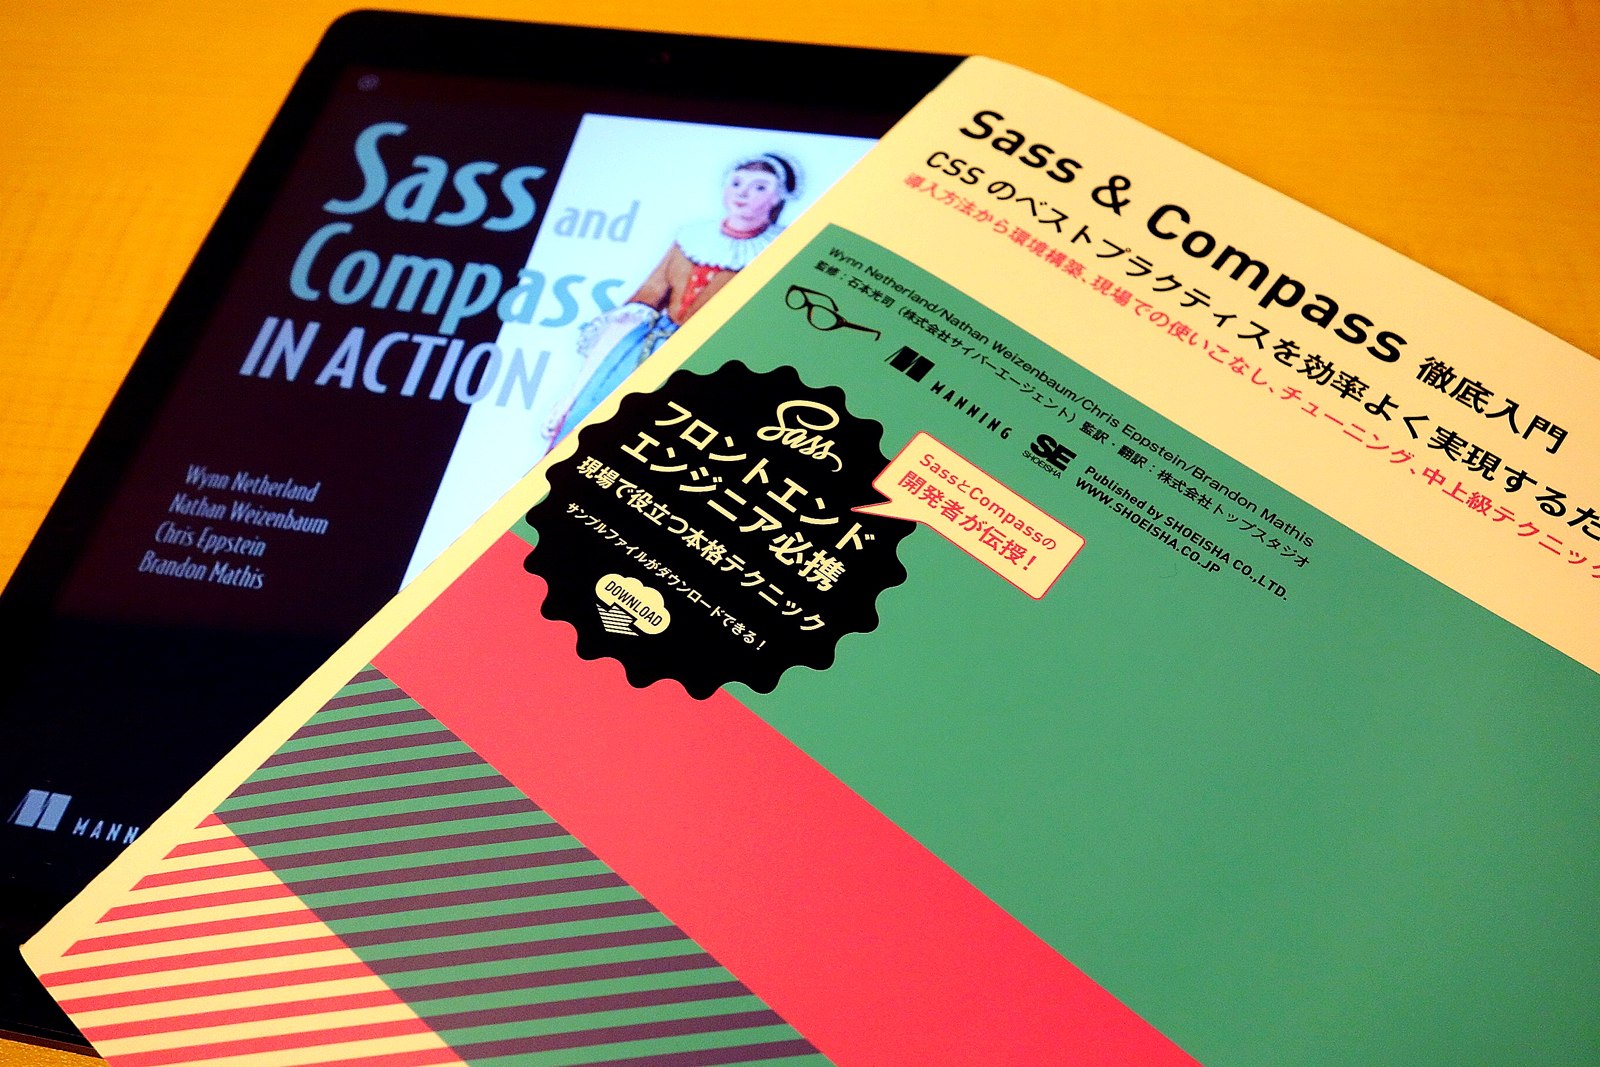 Sass and
Compass
IN ACTION
Wynn Netherland
Nathan Weizenbaum
Chris Eppstein
Brandon Mathis
MANN
Sass & Compass 徹底入門
CSS のベストプラクティスを効率よく実現するた
導入方法から環境構築、現場での使いこなし、チューニング、中上級テクニック
Wynn Netherland/Nathan Weizenbaum/Chris Eppstein/Brandon Mathis
監修：石本光司（株式会社サイバーエージェント）監訳・翻訳：株式会社トップスタジオ
MANNING
SE
SHOEISHA
Published by SHOEISHA CO.,LTD.
WWW.SHOEISHA.CO.JP
Sass
フロントエンド
エンジニア必携
現場で役立つ本格テクニック
サンプルファイルがダウンロードできる！
DOWNLOAD
SassとCompassの
開発者が伝授！